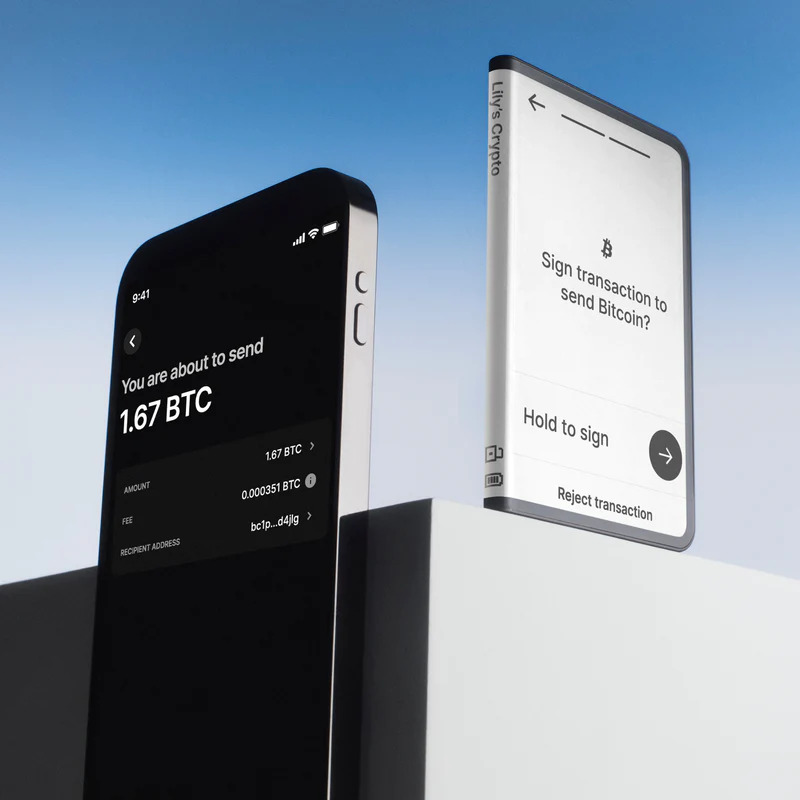 9:41
You are about to send
1.67 BTC
AMOUNT 1.67 BTC
FEE 0.000351 BTC
RECIPIENT ADDRESS bc1p...d4jlg
Lily's Crypto
Sign transaction to
send Bitcoin?
Hold to sign
Reject transaction